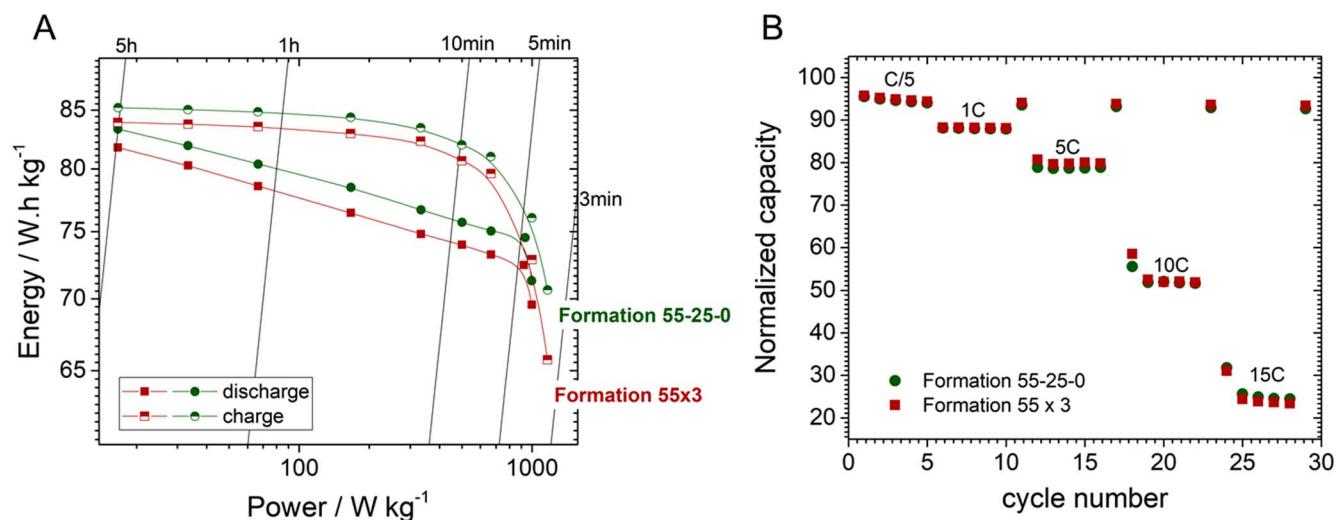 A
5h
1h
10min
5min
3min
85
80
75
70
65
Energy / W.h kg⁻¹
Formation 55-25-0
Formation 55x3
discharge
charge
100
1000
Power / W kg⁻¹
B
100
90
80
70
60
50
40
30
20
Normalized capacity
C/5
1C
5C
10C
15C
Formation 55-25-0
Formation 55 x 3
0
5
10
15
20
25
30
cycle number